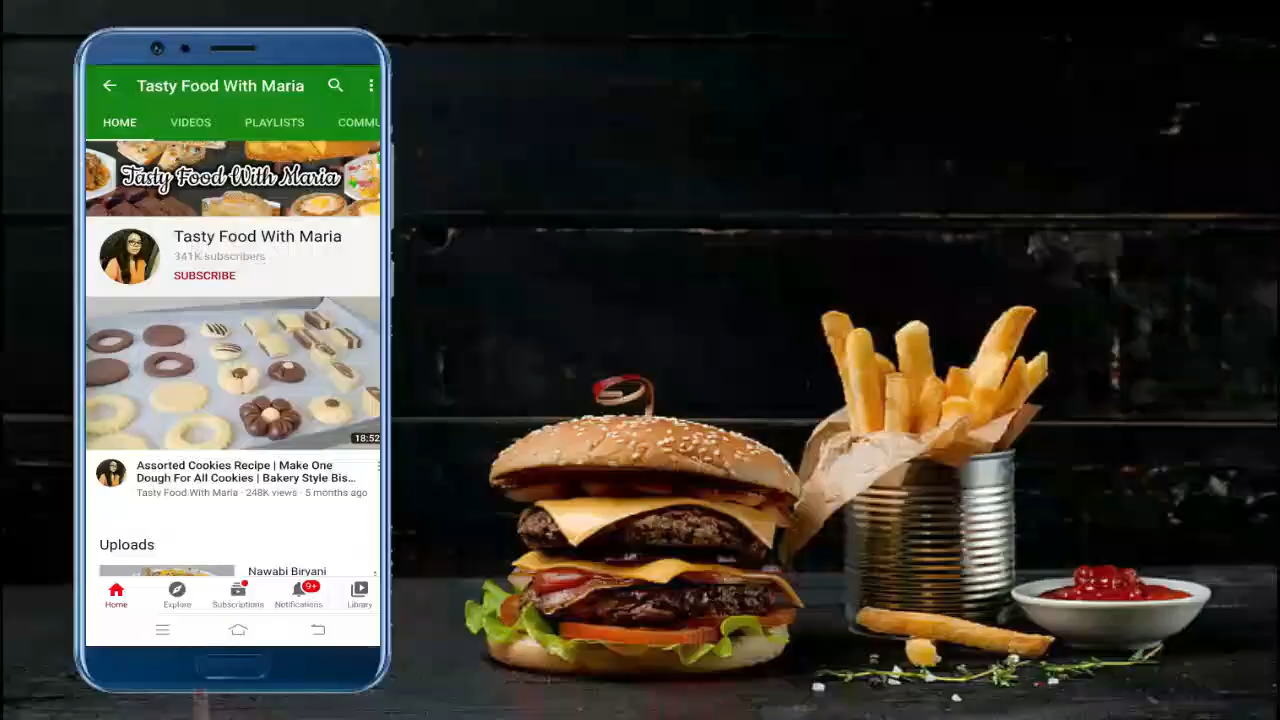 Tasty Food With Maria
HOME VIDEOS PLAYLISTS COMMU
Tasty Food With Maria
Tasty Food With Maria
341K subscribers
SUBSCRIBE
18:52
Assorted Cookies Recipe | Make One
Dough For All Cookies | Bakery Style Bis...
Tasty Food With Maria · 248K views · 5 months ago
Uploads
Nawabi Biryani
9+
Home Explore Subscriptions Notifications Library